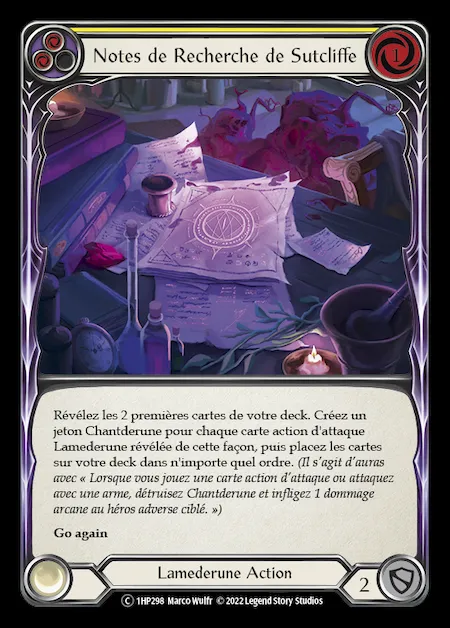 Notes de Recherche de Sutcliffe
1
Révélez les 2 premières cartes de votre deck. Créez un
jeton Chantderune pour chaque carte action d'attaque
Lamederune révélée de cette façon, puis placez les cartes
sur votre deck dans n'importe quel ordre. (Il s'agit d'auras
avec « Lorsque vous jouez une carte action d'attaque ou attaquez
avec une arme, détruisez Chantderune et infligez 1 dommage
arcane au héros adverse ciblé. »)
Go again
Lamederune Action
2
C 1HP298 Marco Wulfr © 2022 Legend Story Studios